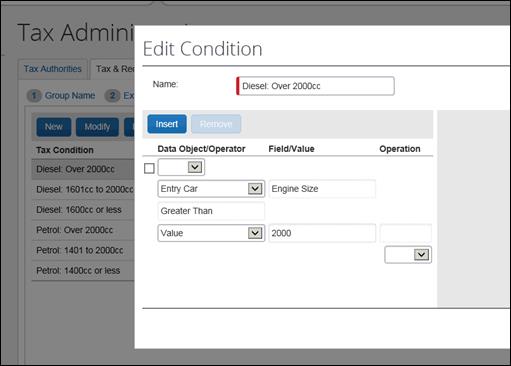 Tax Admini
Tax Authorities
Tax & Re
1 Group Name 2 Ex
New Modify
Tax Condition
Diesel: Over 2000cc
Diesel: 1601cc to 2000cc
Diesel: 1600cc or less
Petrol: Over 2000cc
Petrol: 1401 to 2000cc
Petrol: 1400cc or less
Edit Condition
Name: Diesel: Over 2000cc
Insert Remove
Data Object/Operator Field/Value Operation
Entry Car Engine Size
Greater Than
Value 2000